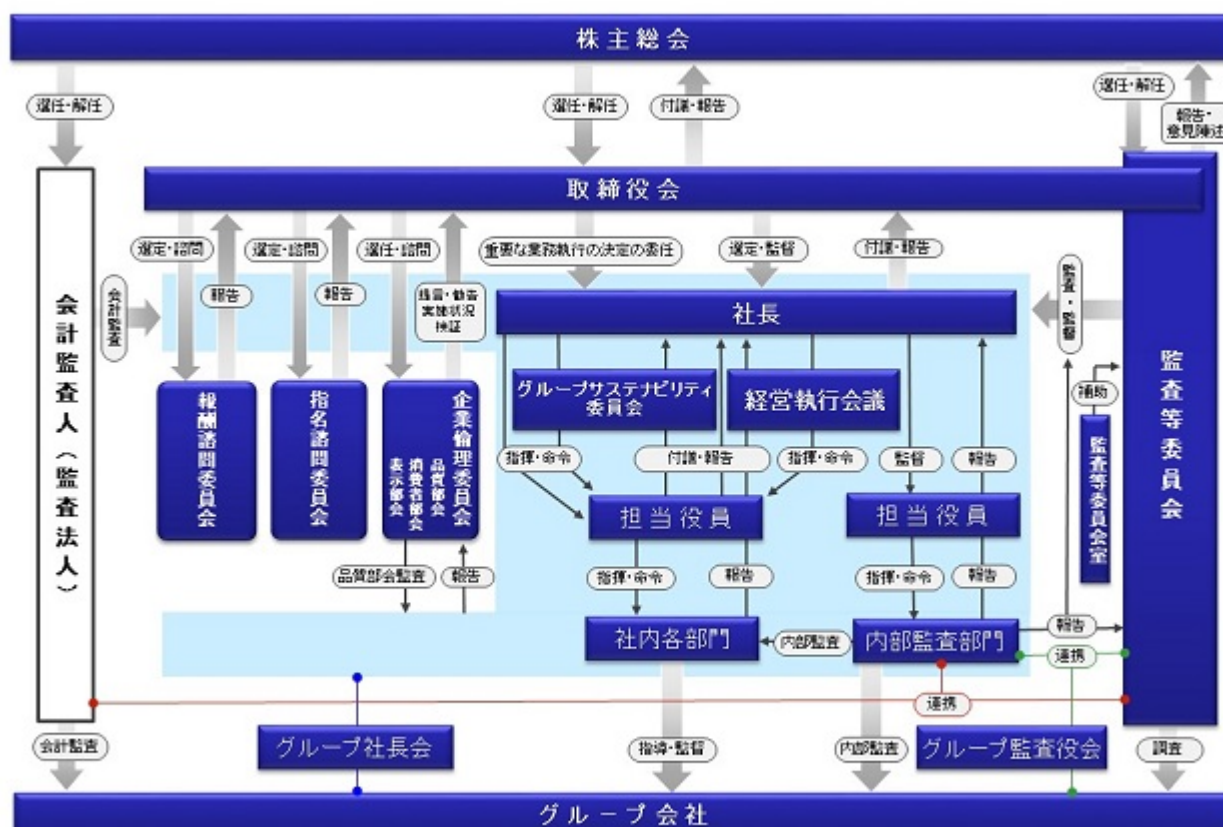 株主総会
選任・解任
選任・解任
付議・報告
選任・解任
報告・
意見陳述
取締役会
選定・諮問
報告
選定・諮問
報告
選任・諮問
提言・勧告
実施状況
検証
重要な業務執行の決定の委任
選定・監督
付議・報告
会計監査人（監査法人）
会計監査
監査・監督
監査等委員会
社長
グループサステナビリティ
委員会
経営執行会議
報酬諮問委員会
指名諮問委員会
企業倫理委員会
品質部会
消費者部会
表示部会
補助
監査等委員会室
指揮・命令
付議・報告
指揮・命令
監督
報告
担当役員
担当役員
品質部会監査
報告
指揮・命令
報告
指揮・命令
報告
社内各部門
内部監査
内部監査部門
報告
連携
連携
会計監査
グループ社長会
指導・監督
内部監査
グループ監査役会
調査
グループ会社